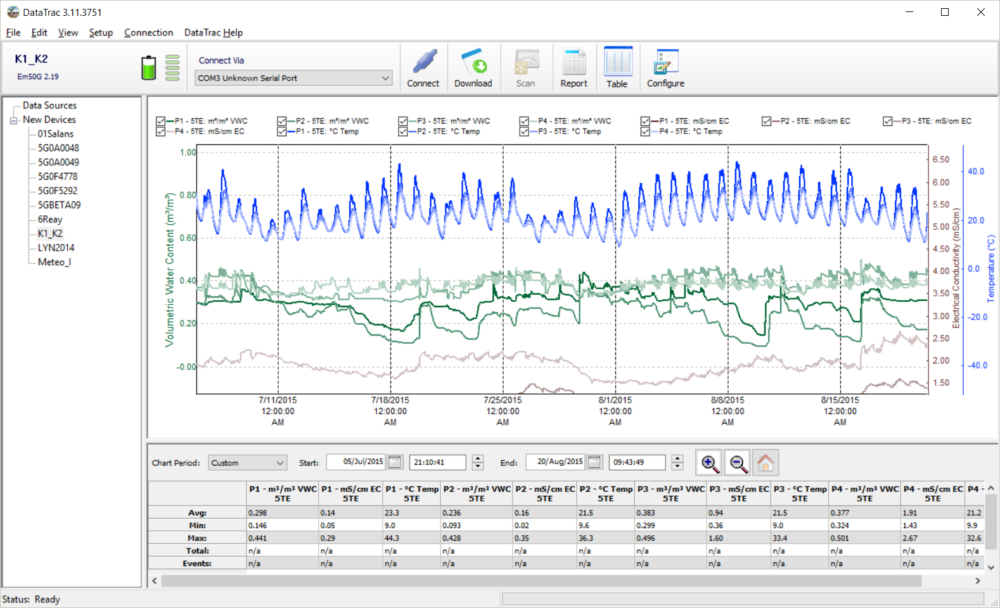 DataTrac 3.11.3751
File Edit View Setup Connection DataTrac Help
K1_K2
Em50G 2.19
Connect Via
COM3 Unknown Serial Port
Connect Download Scan Report Table Configure
Data Sources
New Devices
01Salans
5G0A0048
5G0A0049
5G0F4778
5G0F5292
5GBETA09
6Reay
K1_K2
LYN2014
Meteo_I
P1 - 5TE: m³/m³ VWC P2 - 5TE: m³/m³ VWC P3 - 5TE: m³/m³ VWC P4 - 5TE: m³/m³ VWC P1 - 5TE: mS/cm EC P2 - 5TE: mS/cm EC P3 - 5TE: mS/cm EC
P4 - 5TE: mS/cm EC P1 - 5TE: °C Temp P2 - 5TE: °C Temp P3 - 5TE: °C Temp P4 - 5TE: °C Temp
Volumetric Water Content (m³/m³)
1.00
0.80
0.60
0.40
0.20
-0.00
6.50
6.00
5.50
5.00
4.50
4.00
3.50
3.00
2.50
2.00
1.50
Electrical Conductivity (mS/cm)
40.0
20.0
0.0
-20.0
-40.0
Temperature (°C)
7/11/2015 7/18/2015 7/25/2015 8/1/2015 8/8/2015 8/15/2015
12:00:00 12:00:00 12:00:00 12:00:00 12:00:00 12:00:00
AM AM AM AM AM AM
Chart Period: Custom Start: 05/Jul/2015 21:10:41 End: 20/Aug/2015 09:43:49
P1 - m³/m³ VWC P1 - mS/cm EC P1 - °C Temp P2 - m³/m³ VWC P2 - mS/cm EC P2 - °C Temp P3 - m³/m³ VWC P3 - mS/cm EC P3 - °C Temp P4 - m³/m³ VWC P4 - mS/cm EC P4 -
5TE 5TE 5TE 5TE 5TE 5TE 5TE 5TE 5TE 5TE 5TE
Avg: 0.298 0.14 23.3 0.236 0.16 21.5 0.383 0.94 21.5 0.377 1.91 21.2
Min: 0.146 0.05 9.0 0.093 0.02 9.6 0.299 0.36 9.0 0.324 1.43 9.9
Max: 0.441 0.29 44.3 0.428 0.35 36.3 0.496 1.60 33.4 0.501 2.67 32.6
Total: n/a n/a n/a n/a n/a n/a n/a n/a n/a n/a n/a n/a
Events: n/a n/a n/a n/a n/a n/a n/a n/a n/a n/a n/a n/a
Status: Ready